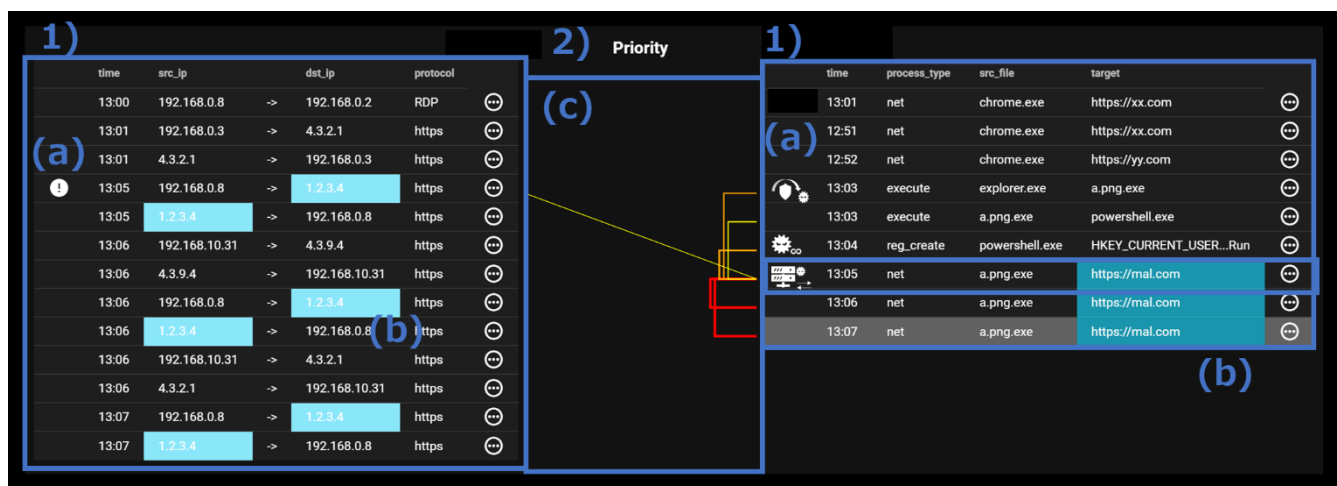 1) 2) Priority 1)
time src_ip dst_ip protocol
13:00 192.168.0.8 -> 192.168.0.2 RDP
13:01 192.168.0.3 -> 4.3.2.1 https
(a) 13:01 4.3.2.1 -> 192.168.0.3 https
! 13:05 192.168.0.8 -> 1.2.3.4 https
13:05 1.2.3.4 -> 192.168.0.8 https
13:06 192.168.10.31 -> 4.3.9.4 https
13:06 4.3.9.4 -> 192.168.10.31 https
13:06 192.168.0.8 -> 1.2.3.4 https
13:06 1.2.3.4 -> 192.168.0.8 (b) https
13:06 192.168.10.31 -> 4.3.2.1 https
13:06 4.3.2.1 -> 192.168.10.31 https
13:07 192.168.0.8 -> 1.2.3.4 https
13:07 1.2.3.4 -> 192.168.0.8 https
(c)
time process_type src_file target
13:01 net chrome.exe https://xx.com
(a) 12:51 net chrome.exe https://xx.com
12:52 net chrome.exe https://yy.com
13:03 execute explorer.exe a.png.exe
13:03 execute a.png.exe powershell.exe
13:04 reg_create powershell.exe HKEY_CURRENT_USER...Run
13:05 net a.png.exe https://mal.com
13:06 net a.png.exe https://mal.com
13:07 net a.png.exe https://mal.com
(b)